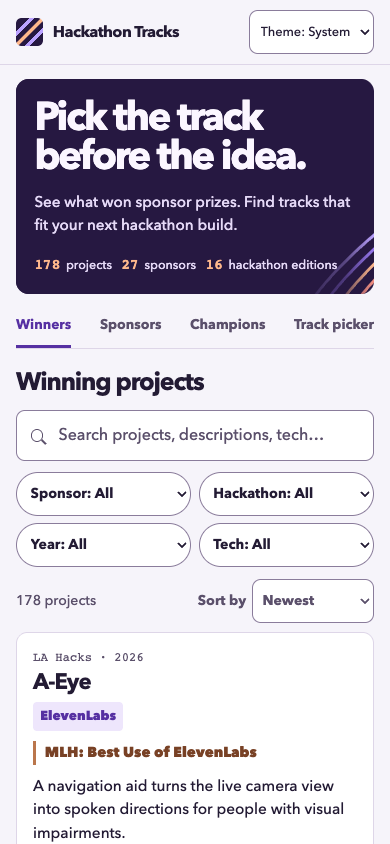 Hackathon Tracks
Theme: System
Pick the track
before the idea.
See what won sponsor prizes. Find tracks that
fit your next hackathon build.
178 projects 27 sponsors 16 hackathon editions
Winners Sponsors Champions Track picker
Winning projects
Search projects, descriptions, tech...
Sponsor: All Hackathon: All
Year: All Tech: All
178 projects Sort by Newest
LA Hacks • 2026
A-Eye
ElevenLabs
MLH: Best Use of ElevenLabs
A navigation aid turns the live camera view
into spoken directions for people with visual
impairments.